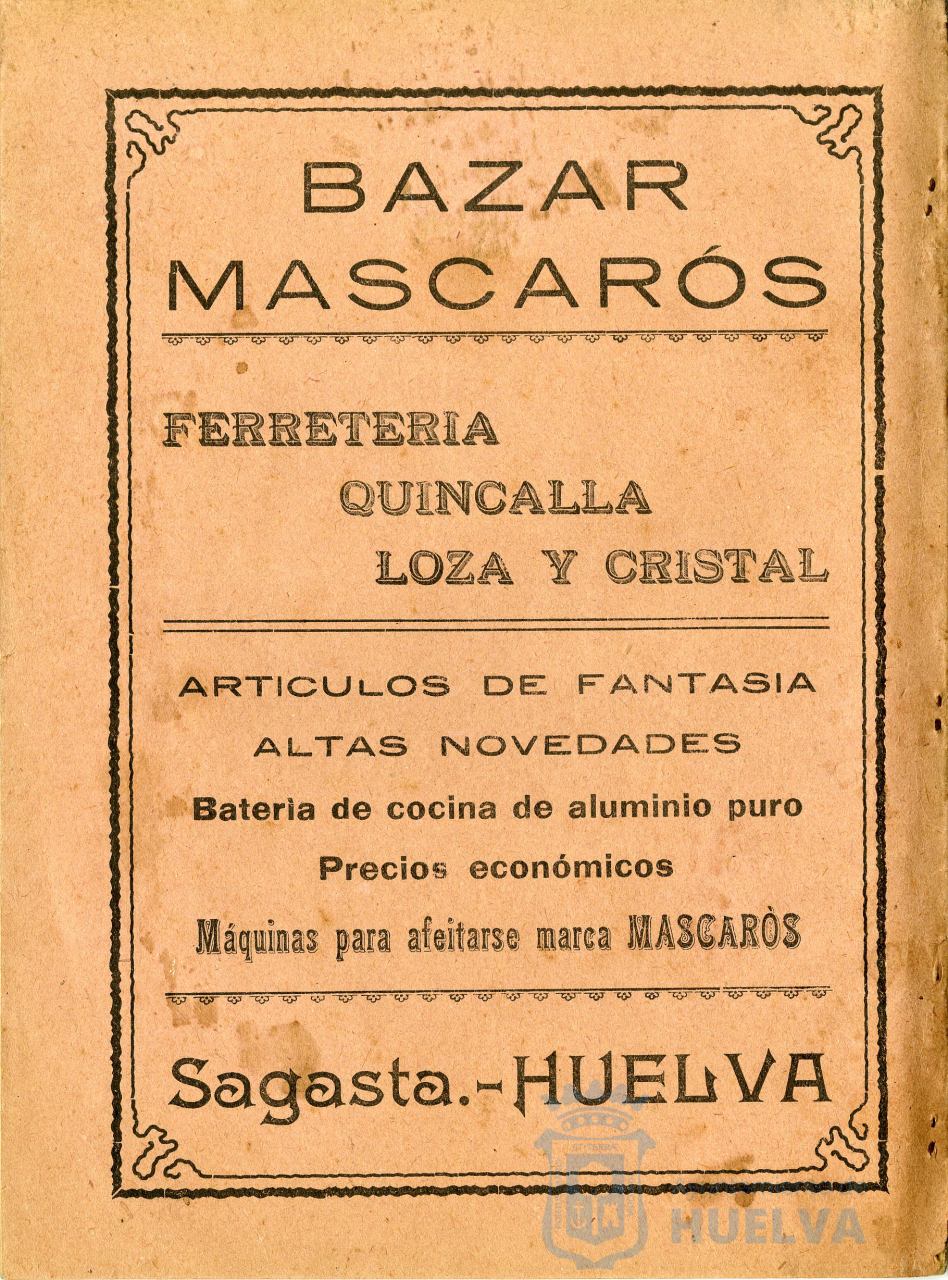 BAZAR
MASCARÓS
FERRETERIA
QUINCALLA
LOZA Y CRISTAL
ARTICULOS DE FANTASIA
ALTAS NOVEDADES
Baterìa de cocina de aluminio puro
Precios económicos
Máquinas para afeitarse marca MASCARÒS
Sagasta.-HUELVA
HUELVA